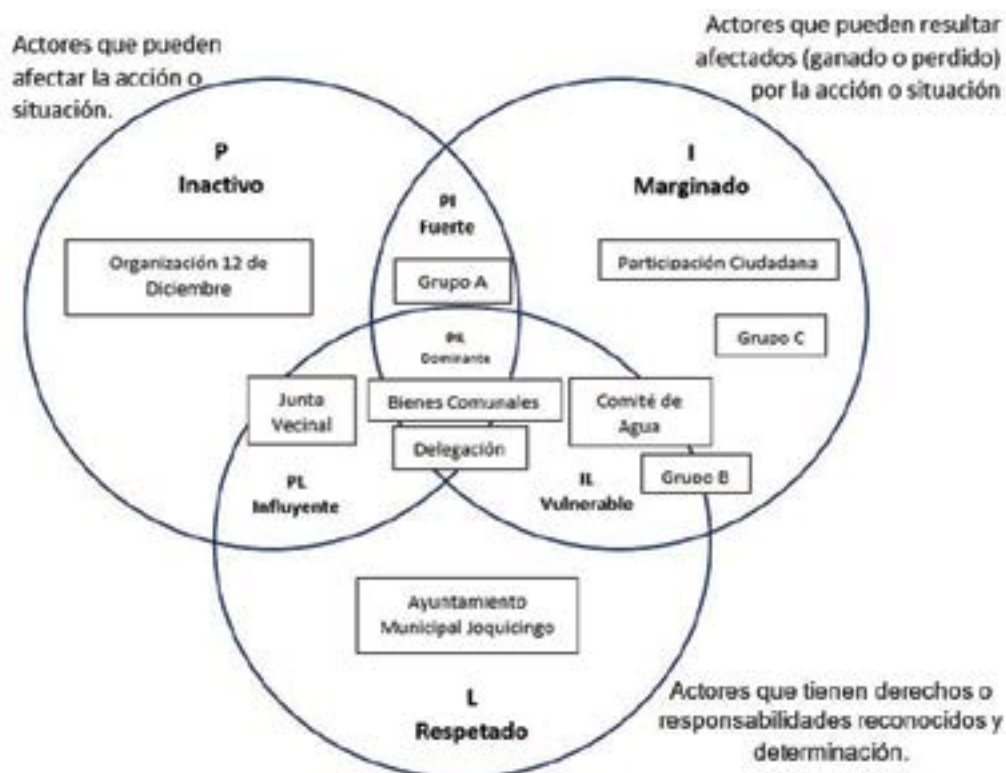 Actores que pueden
afectar la acción o
situación.
Actores que pueden resultar
afectados (ganado o perdido)
por la acción o situación
P
Inactivo
I
Marginado
PI
Fuerte
Organización 12 de
Diciembre
Participación Ciudadana
Grupo A
Grupo C
PIL
Dominante
Junta
Vecinal
Bienes Comunales
Comité de
Agua
Delegación
Grupo B
PL
Influyente
IL
Vulnerable
Ayuntamiento
Municipal Joquicingo
L
Respetado
Actores que tienen derechos o
responsabilidades reconocidos y
determinación.